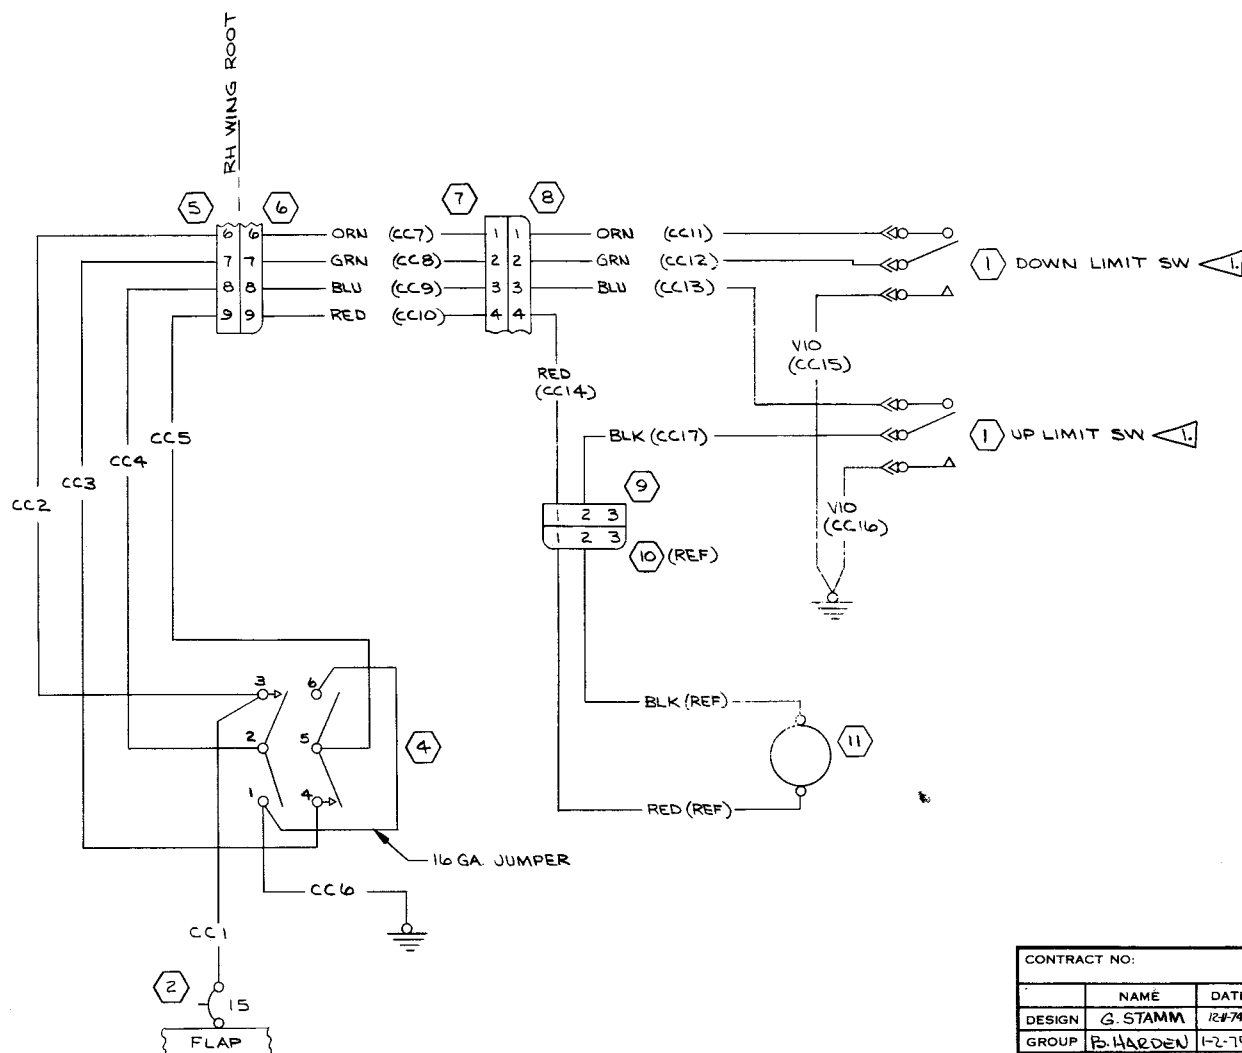 RH WING ROOT
5 6 7 8
6 6 ORN (CC7) 1 1 ORN (CC11)
7 7 GRN (CC8) 2 2 GRN (CC12)
8 8 BLU (CC9) 3 3 BLU (CC13)
9 9 RED (CC10) 4 4
1 DOWN LIMIT SW 1.
VIO
(CC15)
RED
(CC14)
BLK (CC17)
1 UP LIMIT SW 1.
CC5
CC4
CC3
CC2
9
1 2 3
1 2 3
10 (REF)
VIO
(CC16)
3 6
2 5
1 4
4
BLK (REF)
11
RED (REF)
16 GA. JUMPER
CC6
CC1
2
15
FLAP
CONTRACT NO:
NAME DATE
DESIGN G. STAMM
GROUP B. HARDEN